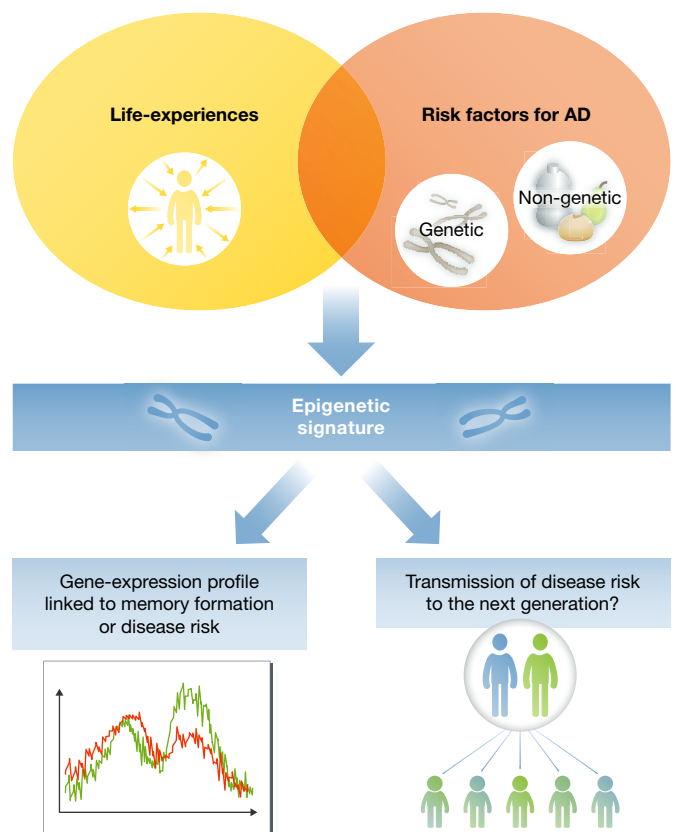 Life-experiences
Risk factors for AD
Genetic
Non-genetic
Epigenetic
signature
Gene-expression profile
linked to memory formation
or disease risk
Transmission of disease risk
to the next generation?